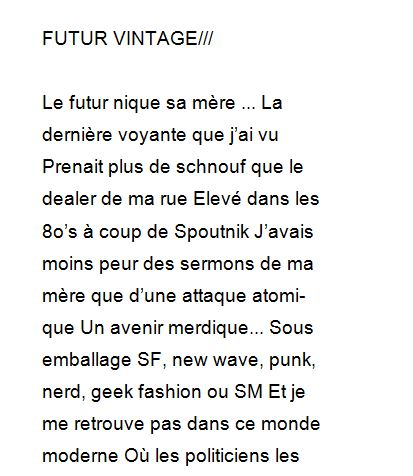 FUTUR VINTAGE///
Le futur nique sa mère ... La
dernière voyante que j’ai vu
Prenait plus de schnouf que le
dealer de ma rue Elevé dans les
8o’s à coup de Spoutnik J’avais
moins peur des sermons de ma
mère que d’une attaque atomi-
que Un avenir merdique... Sous
emballage SF, new wave, punk,
nerd, geek fashion ou SM Et je
me retrouve pas dans ce monde
moderne Où les politiciens les